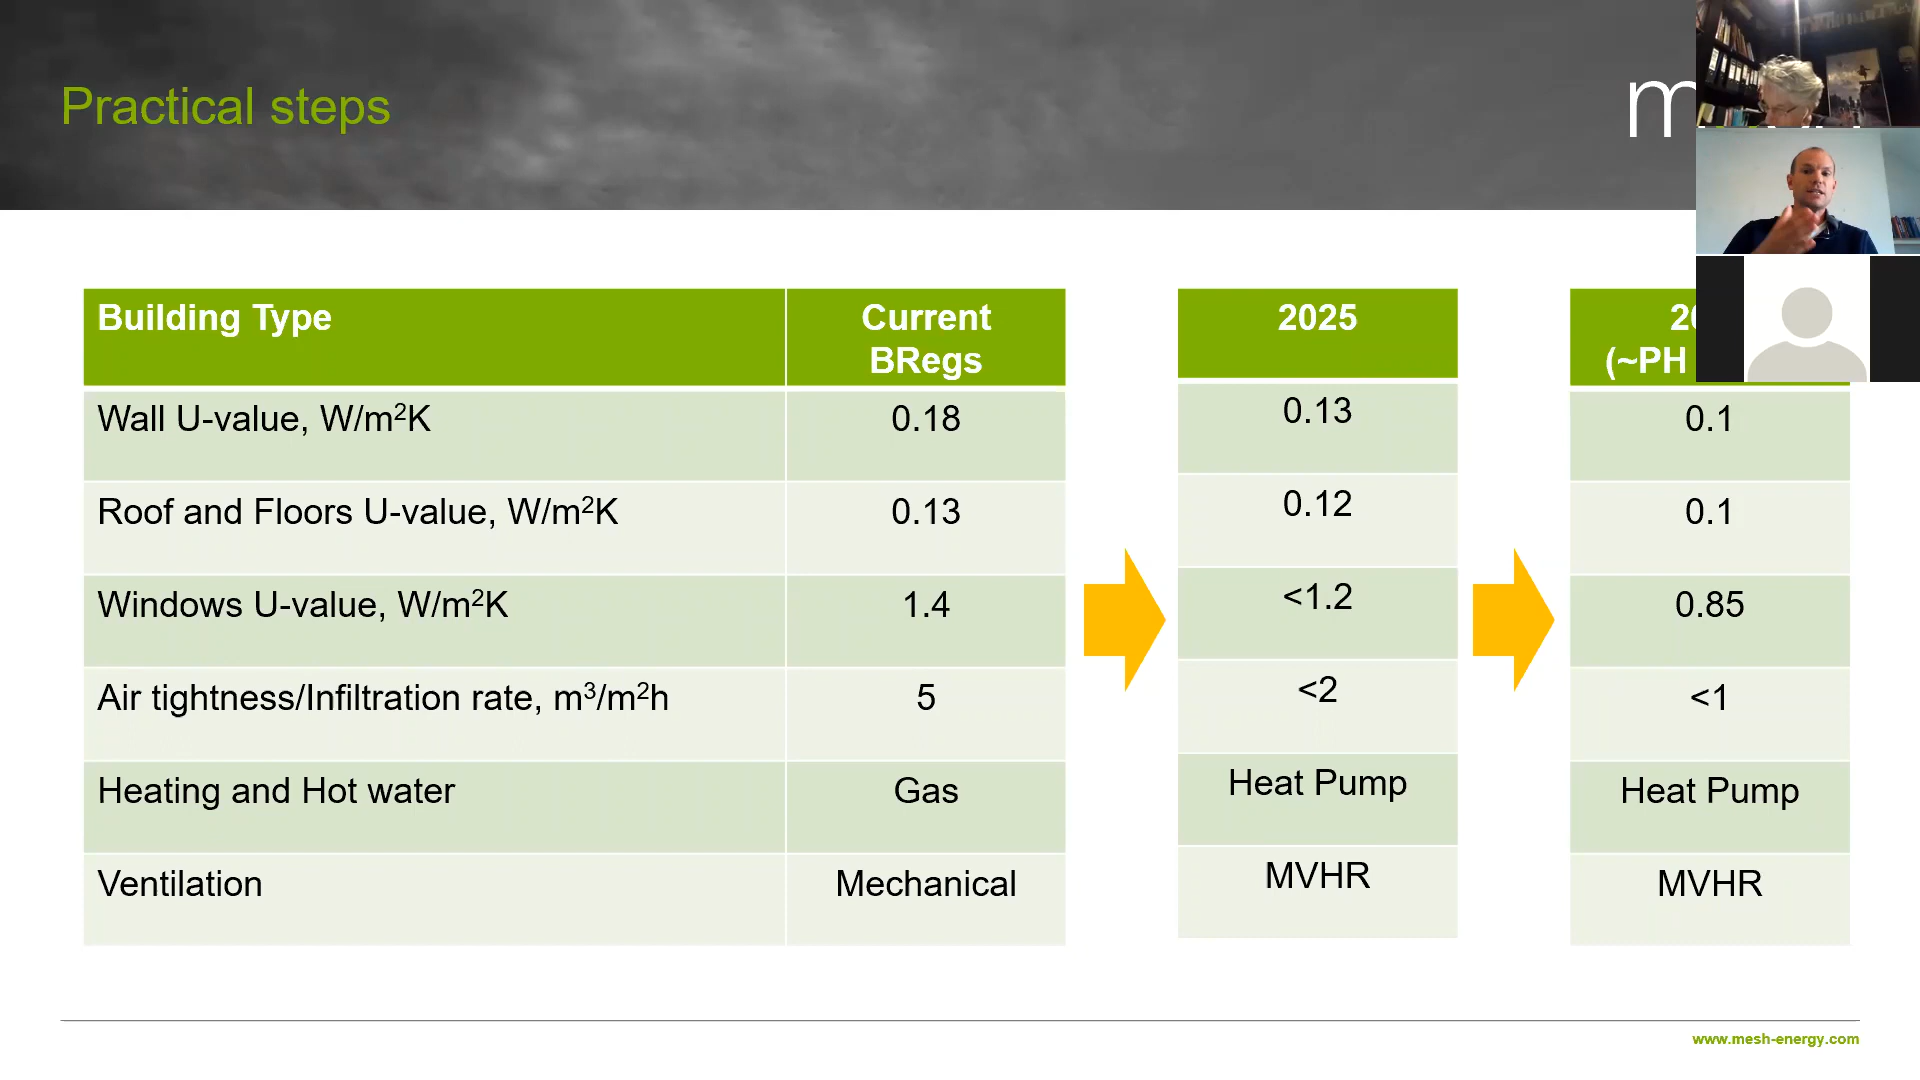 Practical steps
m
Building Type
Current
BRegs
2025
(~PH
Wall U-value, W/m²K
0.18
0.13
0.1
Roof and Floors U-value, W/m²K
0.13
0.12
0.1
Windows U-value, W/m²K
1.4
<1.2
0.85
Air tightness/Infiltration rate, m³/m²h
5
<2
<1
Heating and Hot water
Gas
Heat Pump
Heat Pump
Ventilation
Mechanical
MVHR
MVHR
www.mesh-energy.com